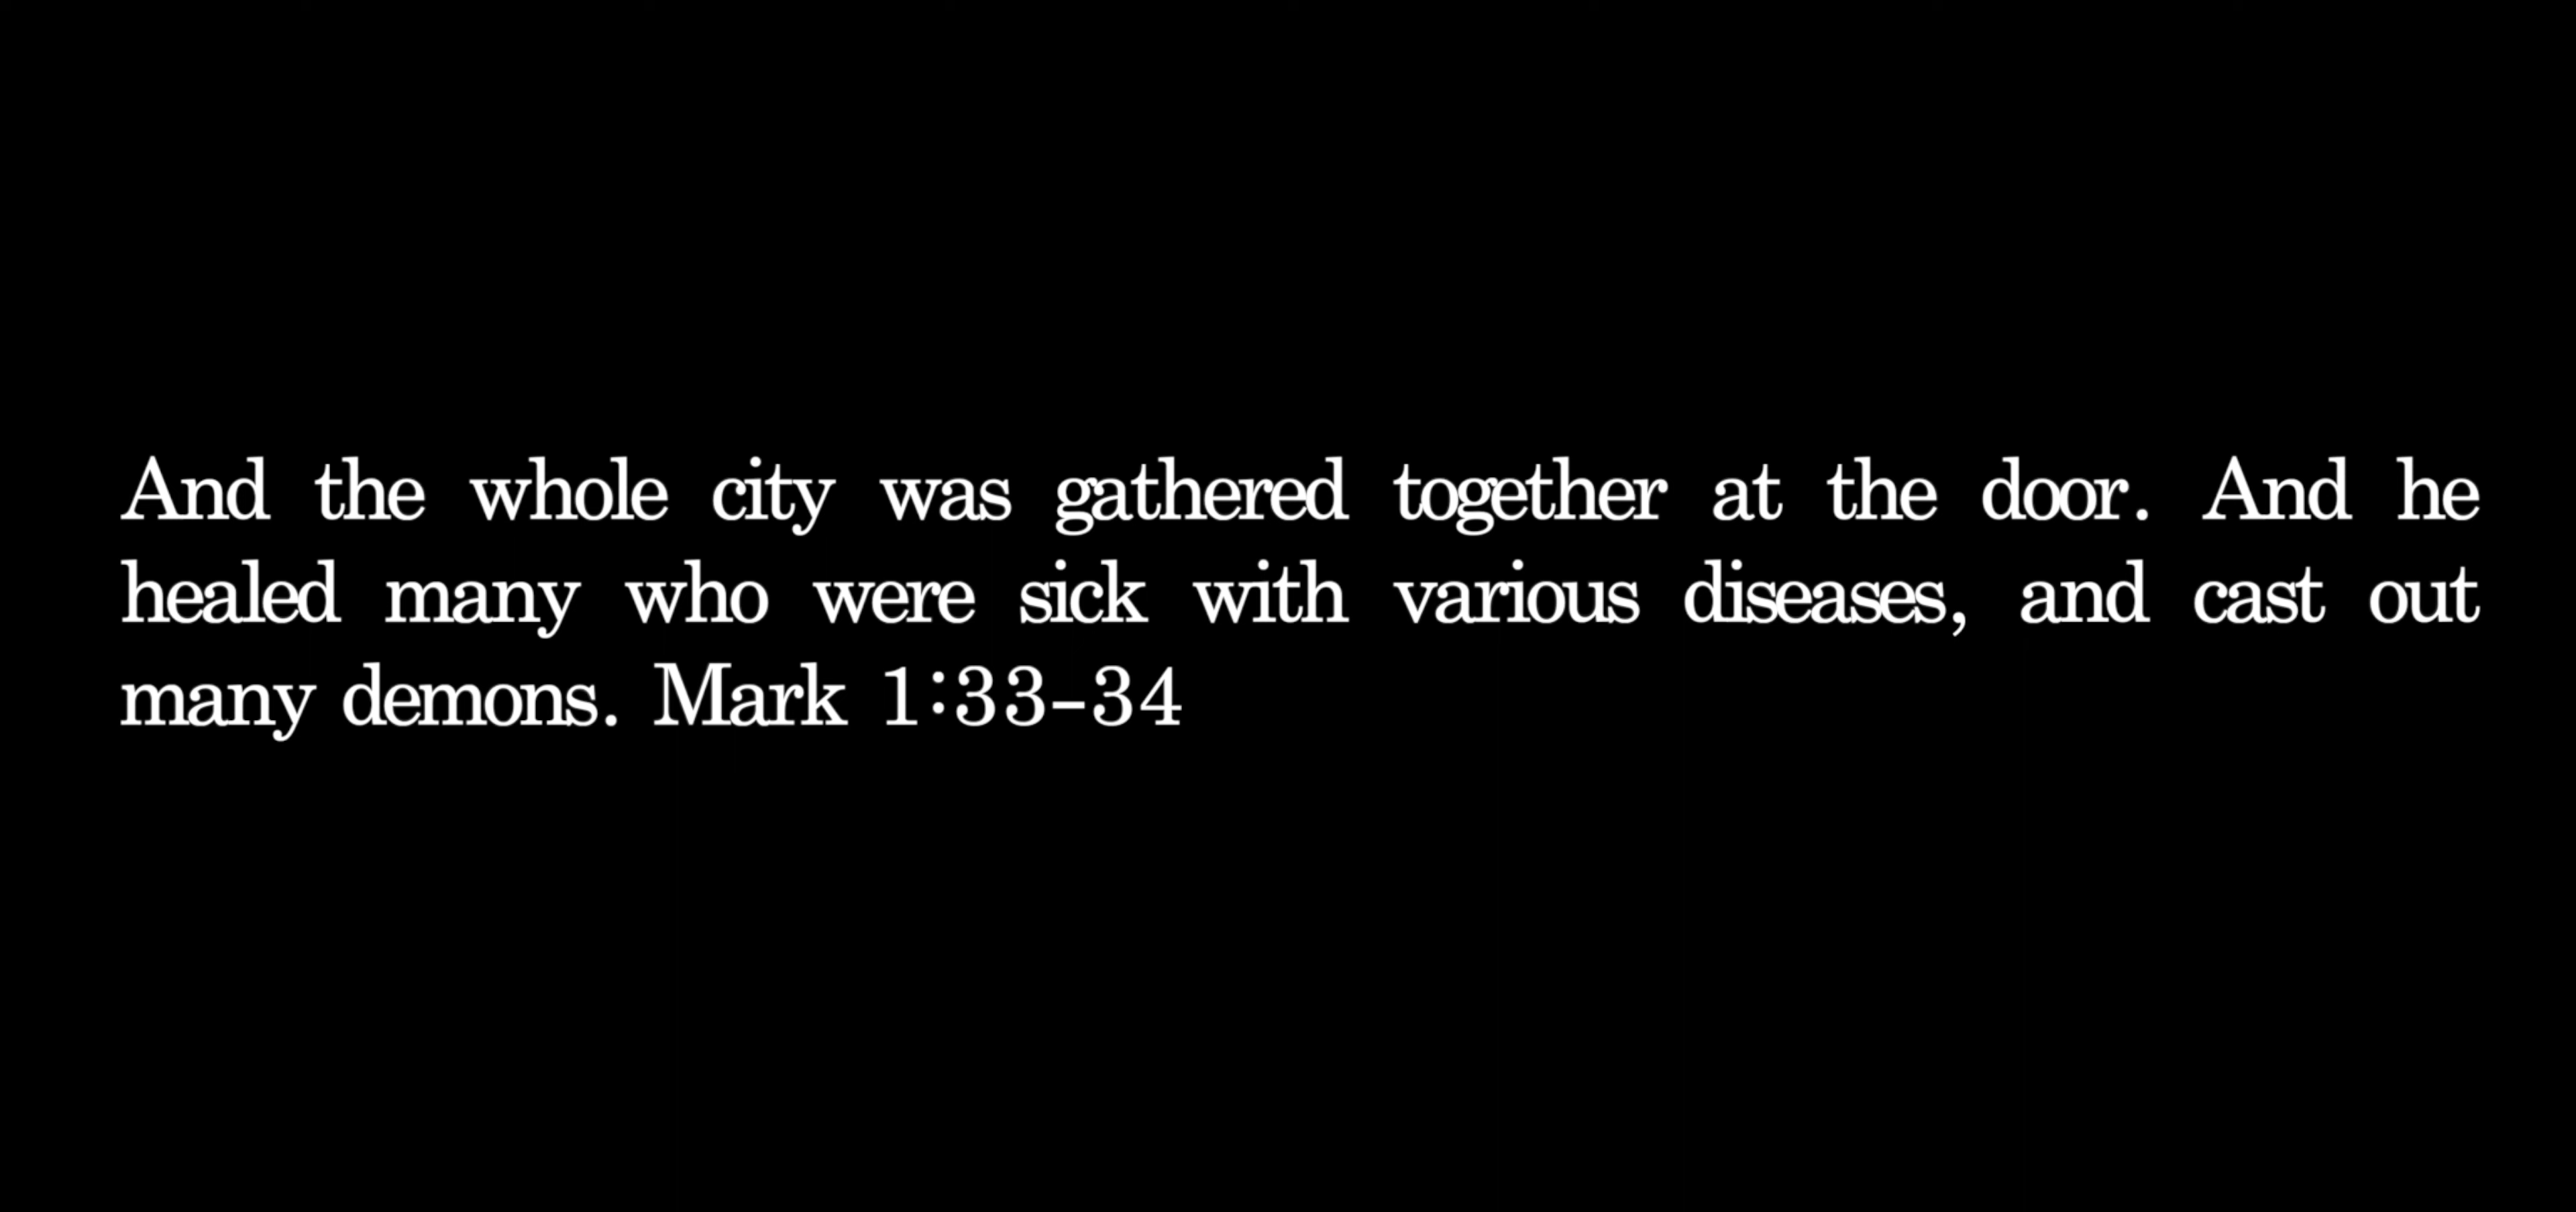 And the whole city was gathered together at the door. And he
healed many who were sick with various diseases, and cast out
many demons. Mark 1:33-34